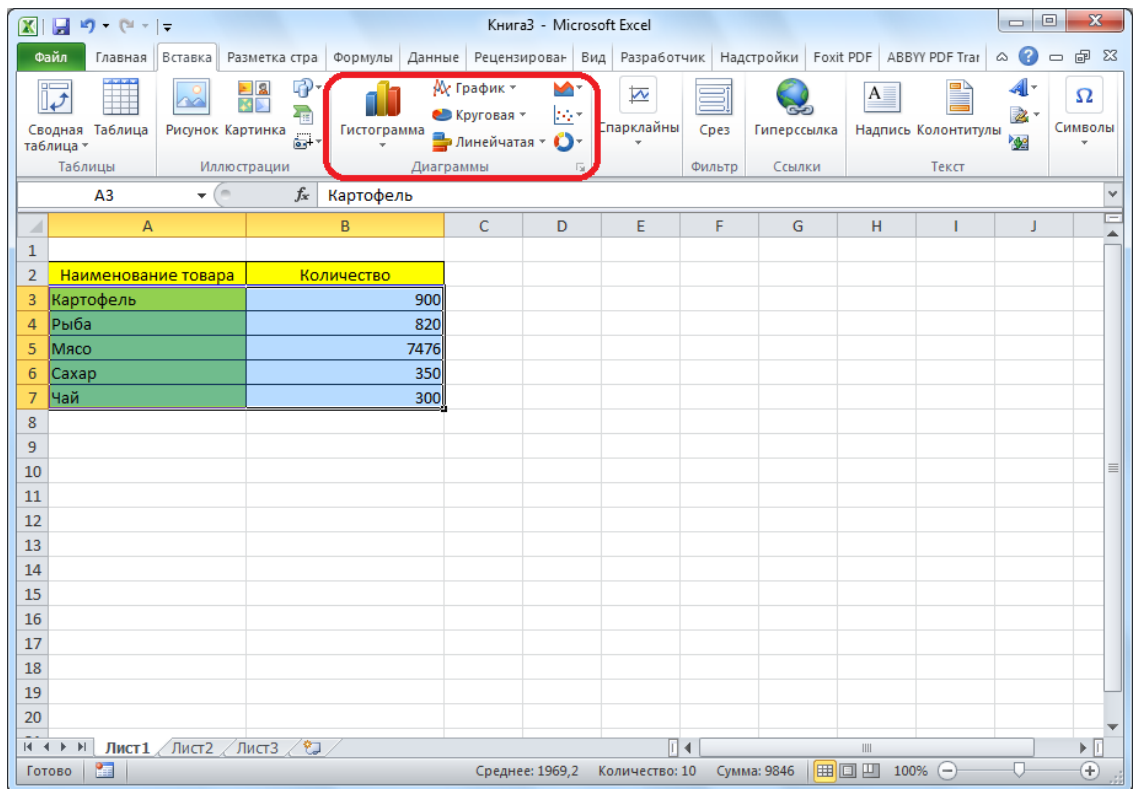 Книга3 - Microsoft Excel
Файл Главная Вставка Разметка стра Формулы Данные Рецензирован Вид Разработчик Надстройки Foxit PDF ABBYY PDF Tran
Сводная таблица Таблица Рисунок Картинка Гистограмма График Круговая Линейчатая Спарклайны Срез Гиперссылка Надпись Колонтитулы Символы
Таблицы Иллюстрации Диаграммы Фильтр Ссылки Текст
A3 fx Картофель
A B C D E F G H I J
1
2 Наименование товара Количество
3 Картофель 900
4 Рыба 820
5 Мясо 7476
6 Сахар 350
7 Чай 300
8
9
10
11
12
13
14
15
16
17
18
19
20
Лист1 Лист2 Лист3
Готово Среднее: 1969,2 Количество: 10 Сумма: 9846 100%